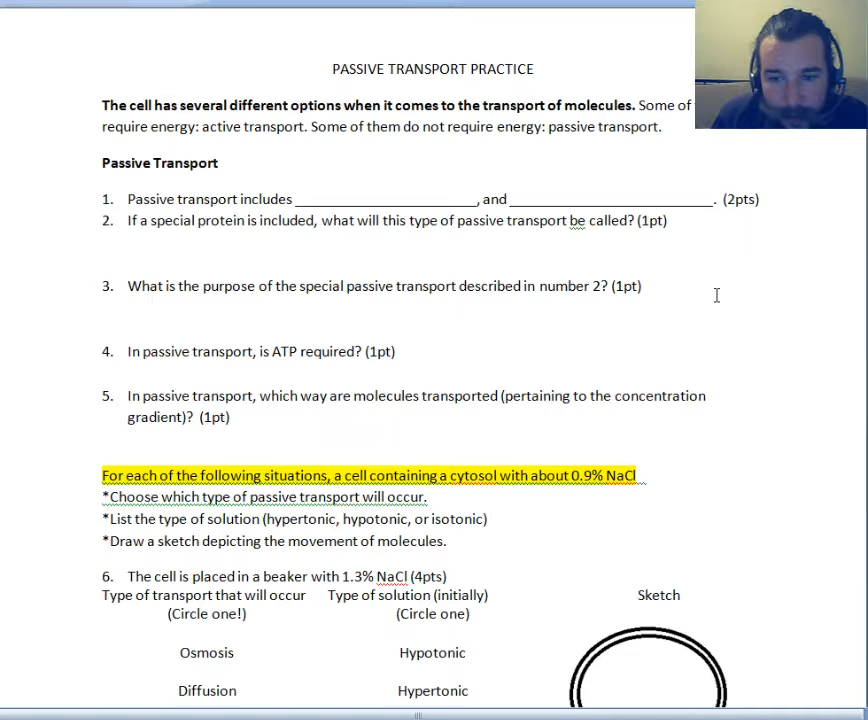 PASSIVE TRANSPORT PRACTICE
The cell has several different options when it comes to the transport of molecules. Some of
require energy: active transport. Some of them do not require energy: passive transport.
Passive Transport
1. Passive transport includes ____________________, and ______________________. (2pts)
2. If a special protein is included, what will this type of passive transport be called? (1pt)
3. What is the purpose of the special passive transport described in number 2? (1pt)
4. In passive transport, is ATP required? (1pt)
5. In passive transport, which way are molecules transported (pertaining to the concentration
gradient)? (1pt)
For each of the following situations, a cell containing a cytosol with about 0.9% NaCl
*Choose which type of passive transport will occur.
*List the type of solution (hypertonic, hypotonic, or isotonic)
*Draw a sketch depicting the movement of molecules.
6. The cell is placed in a beaker with 1.3% NaCl (4pts)
Type of transport that will occur Type of solution (initially) Sketch
(Circle one!) (Circle one)
Osmosis Hypotonic
Diffusion Hypertonic